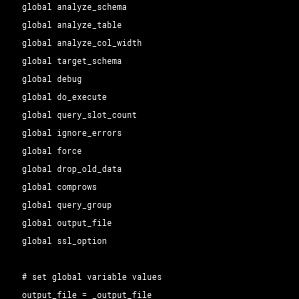 global analyze_schema
global analyze_table
global analyze_col_width
global target_schema
global debug
global do_execute
global query_slot_count
global ignore_errors
global force
global drop_old_data
global comprows
global query_group
global output_file
global ssl_option
# set global variable values
output_file = _output_file